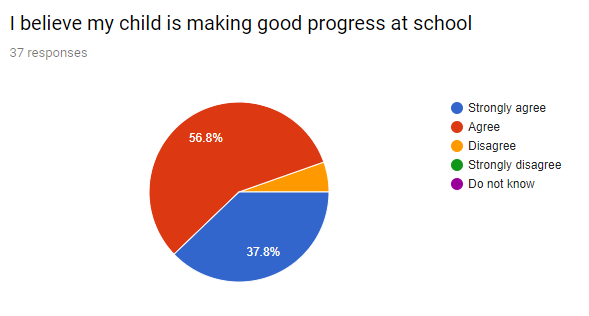 I believe my child is making good progress at school
37 responses
56.8%
37.8%
Strongly agree
Agree
Disagree
Strongly disagree
Do not know